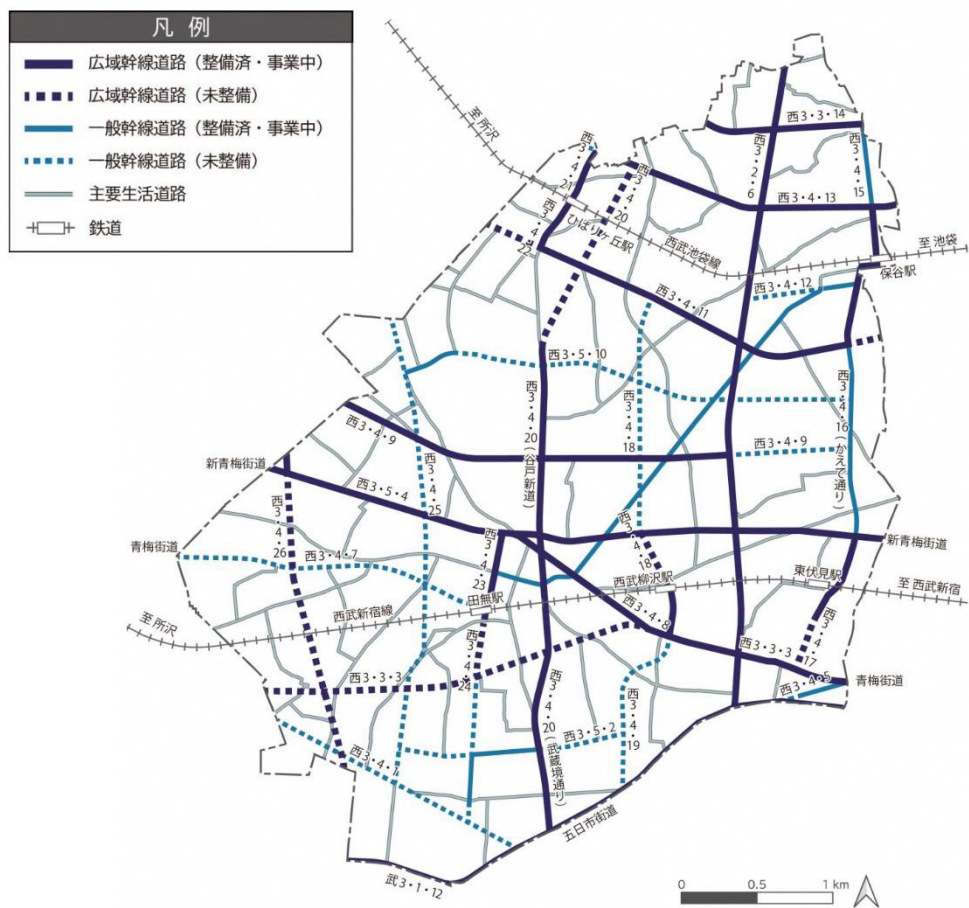 凡 例
広域幹線道路（整備済・事業中）
広域幹線道路（未整備）
一般幹線道路（整備済・事業中）
一般幹線道路（未整備）
主要生活道路
鉄道
至 所沢
西3・4・21
西3・4・20
西3・3・14
西3・2・6
西3・4・15
西3・4・13
西3・4・22
ひばりヶ丘駅
西武池袋線
至 池袋
保谷駅
西3・4・12
西3・4・11
西3・5・10
西3・4・18
西3・4・20（谷戸新道）
西3・4・16（かえで通り）
西3・4・9
西3・4・9
新青梅街道
西3・5・4
西3・4・25
西3・4・26
青梅街道
西3・4・7
西3・4・23
西3・4・18
新青梅街道
東伏見駅
西武柳沢駅
至 西武新宿
田無駅
西武新宿線
至 所沢
西3・4・8
西3・3・3
西3・4・17
西3・4・24
西3・3・3
西3・4・5
青梅街道
西3・4・19
西3・5・2
西3・4・20（武蔵境通り）
西3・4・1
五日市街道
武3・1・12
0 0.5 1 km